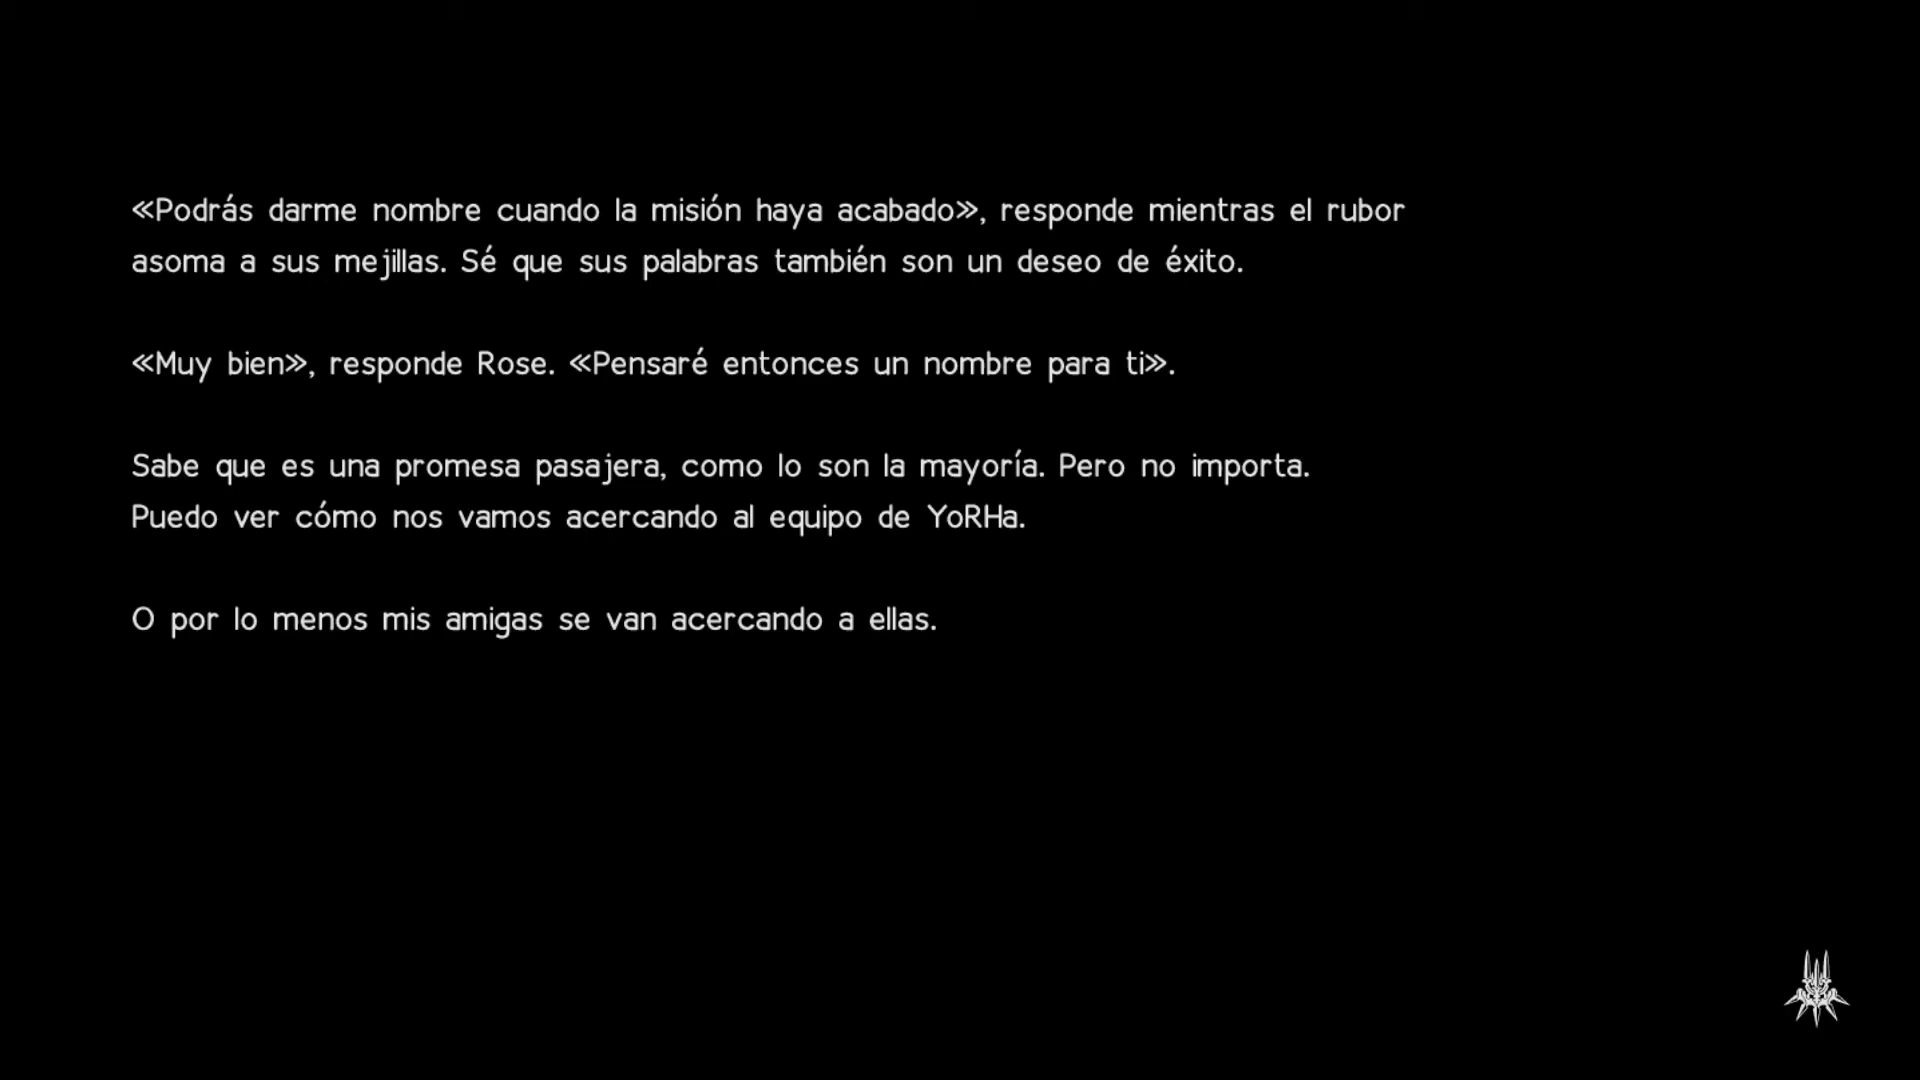 «Podrás darme nombre cuando la misión haya acabado», responde mientras el rubor
asoma a sus mejillas. Sé que sus palabras también son un deseo de éxito.
«Muy bien», responde Rose. «Pensaré entonces un nombre para ti».
Sabe que es una promesa pasajera, como lo son la mayoría. Pero no importa.
Puedo ver cómo nos vamos acercando al equipo de YoRHa.
O por lo menos mis amigas se van acercando a ellas.